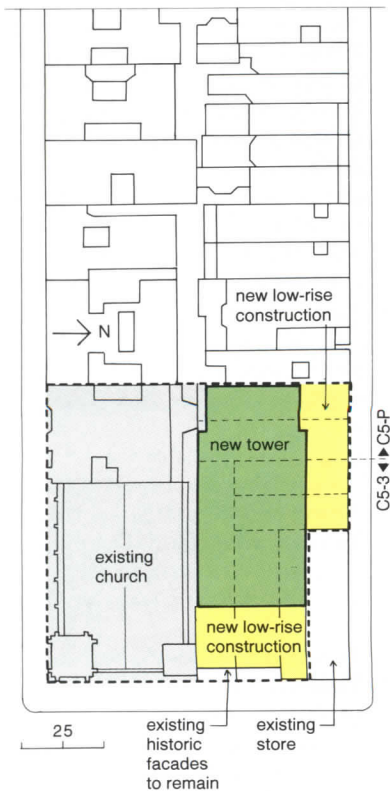 new low-rise
construction
N
new tower
C5-3 ◄► C5-P
existing
church
new low-rise
construction
25
existing
historic
facades
to remain
existing
store